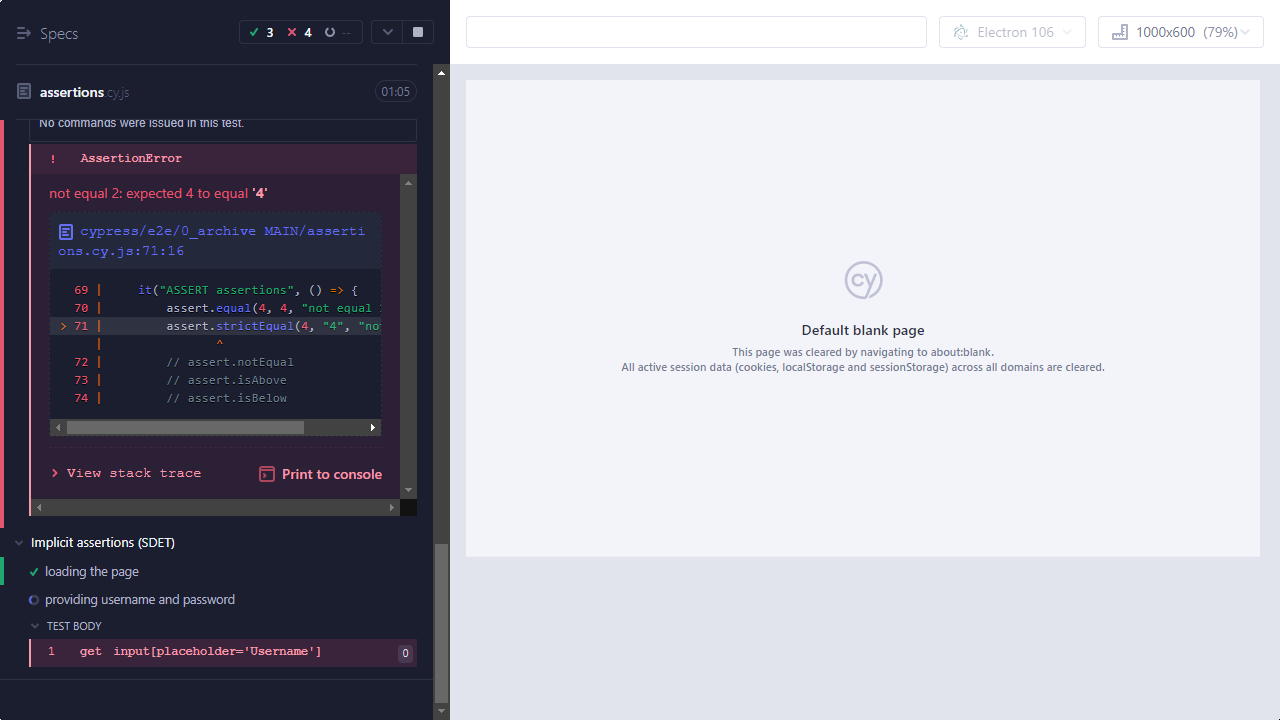 Specs
3 4 --
Electron 106
1000x600 (79%)
assertions.cy.js
01:05
No commands were issued in this test.
! AssertionError
not equal 2: expected 4 to equal '4'
cypress/e2e/0_archive MAIN/asserti
ons.cy.js:71:16
69 | it("ASSERT assertions", () => {
70 | assert.equal(4, 4, "not equal
> 71 | assert.strictEqual(4, "4", "no
| ^
72 | // assert.notEqual
73 | // assert.isAbove
74 | // assert.isBelow
> View stack trace
Print to console
Implicit assertions (SDET)
loading the page
providing username and password
TEST BODY
1 get input[placeholder='Username'] 0
cy
Default blank page
This page was cleared by navigating to about:blank.
All active session data (cookies, localStorage and sessionStorage) across all domains are cleared.